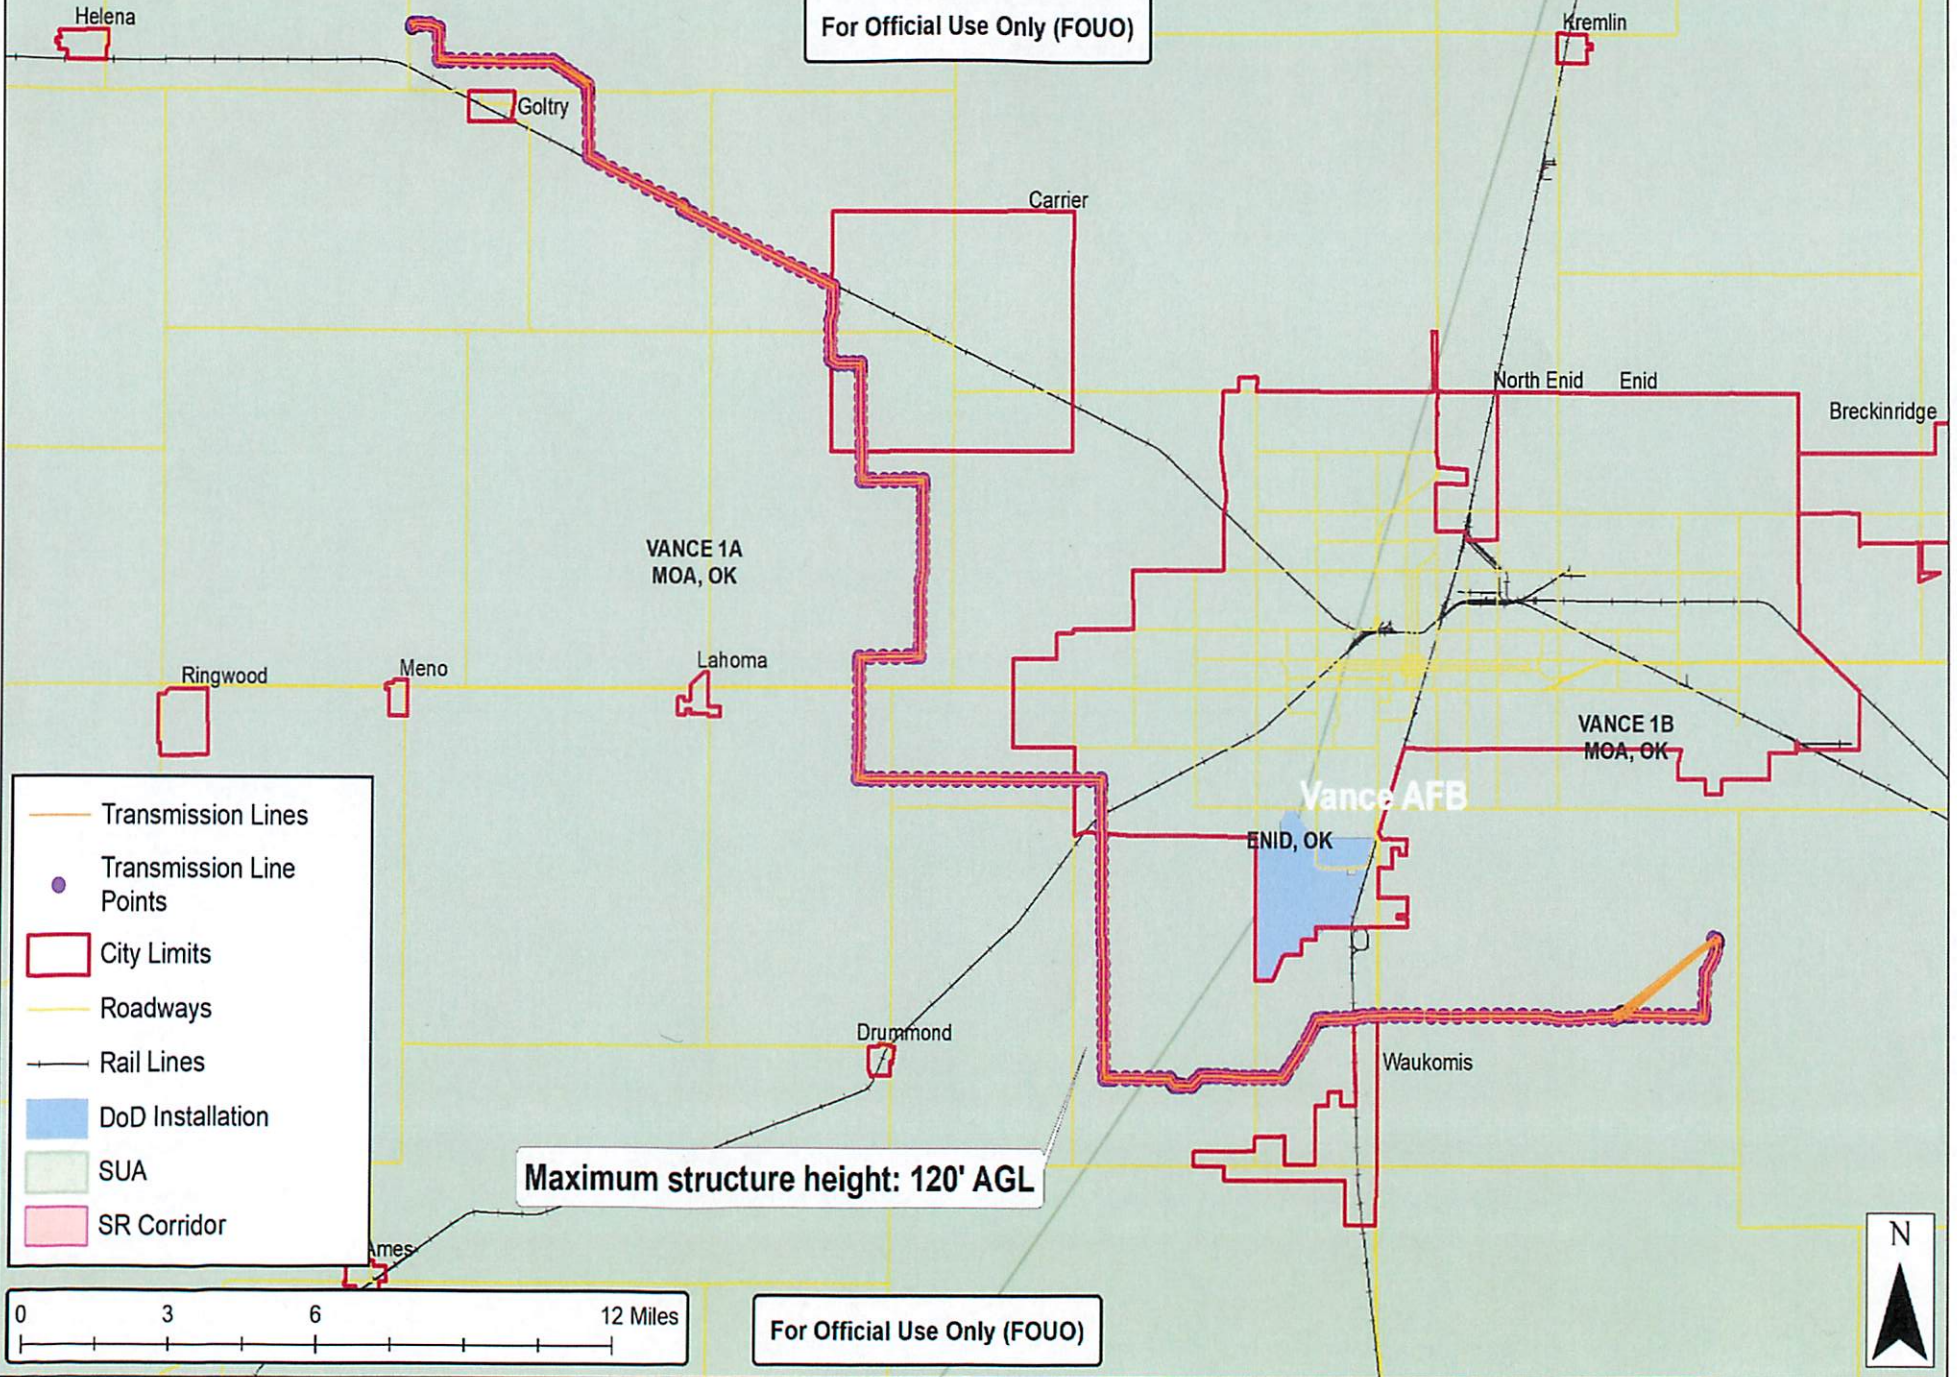 Helena
For Official Use Only (FOUO)
Kremlin
Goltry
Carrier
North Enid
Enid
Breckinridge
VANCE 1A
MOA, OK
Ringwood
Meno
Lahoma
VANCE 1B
MOA, OK
Vance AFB
ENID, OK
Transmission Lines
Transmission Line
Points
City Limits
Roadways
Rail Lines
DoD Installation
SUA
SR Corridor
Drummond
Waukomis
Maximum structure height: 120' AGL
Ames
0 3 6 12 Miles
For Official Use Only (FOUO)
N